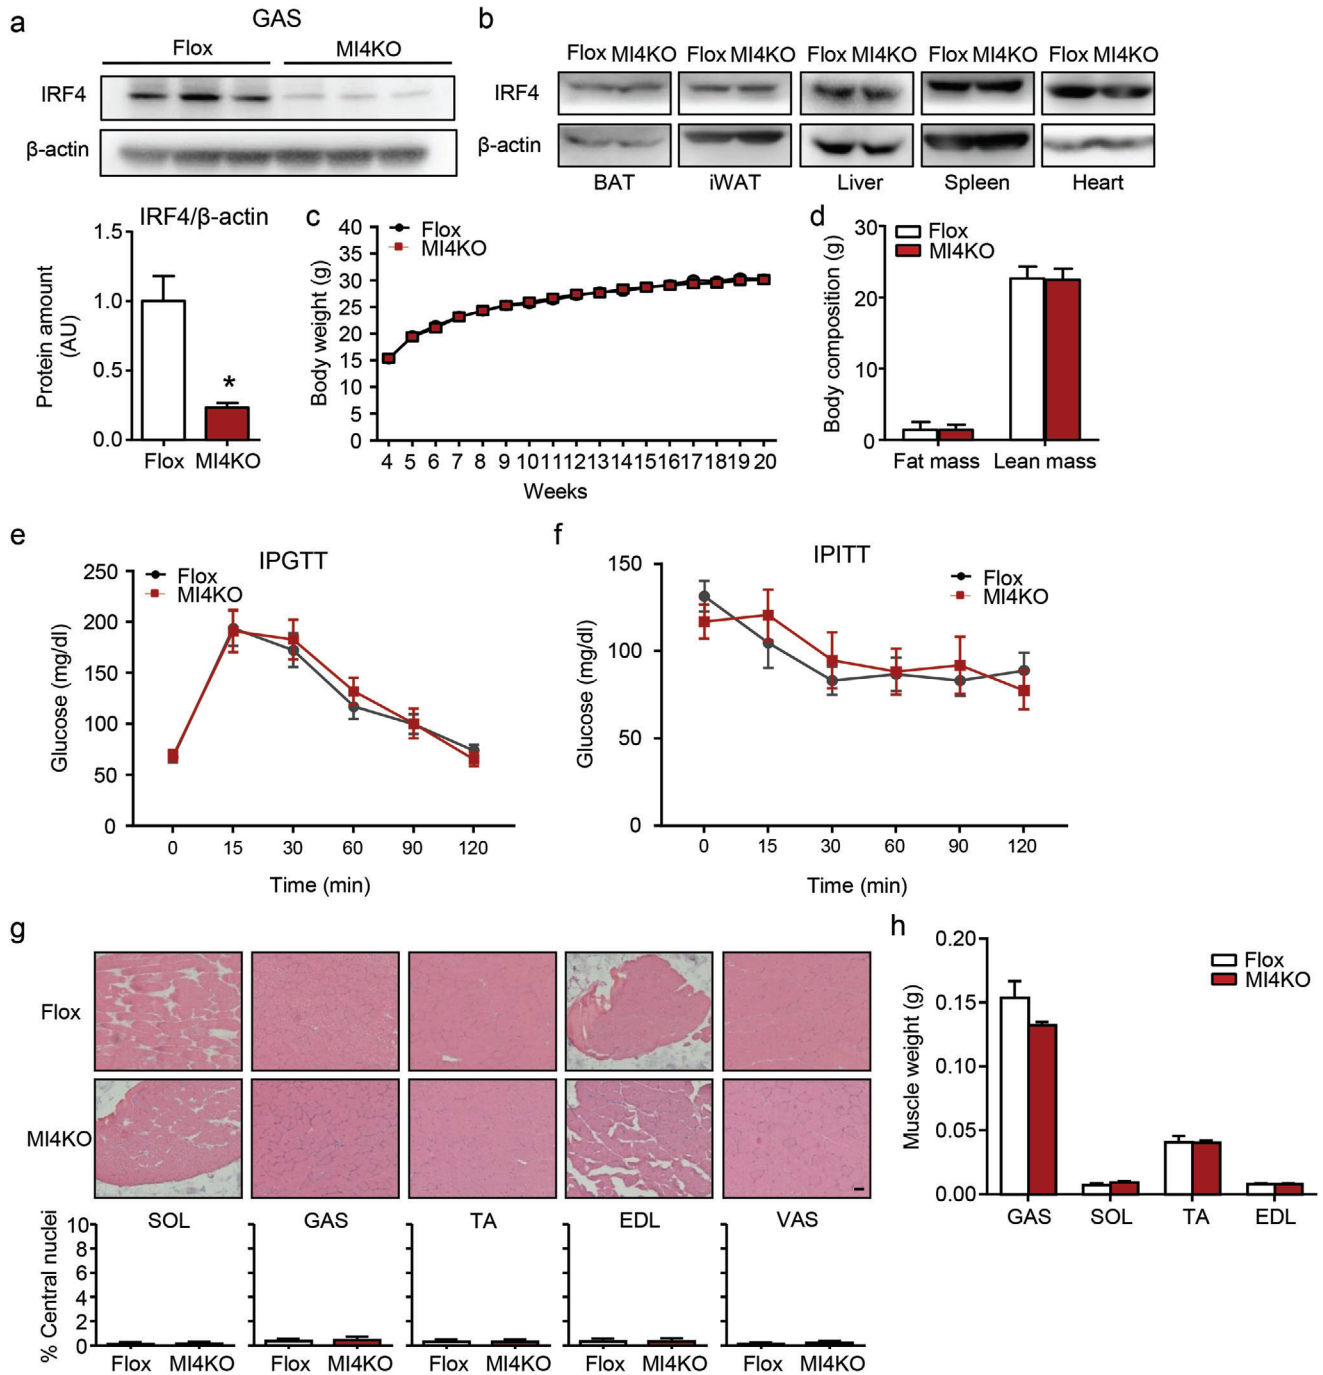 a
GAS
Flox MI4KO
IRF4
β-actin
IRF4/β-actin
Protein amount
(AU)
1.5
1.0
0.5
0.0
*
Flox MI4KO
b
Flox MI4KO Flox MI4KO Flox MI4KO Flox MI4KO Flox MI4KO
IRF4
β-actin
BAT iWAT Liver Spleen Heart
c
Body weight (g)
40
35
30
25
20
15
10
5
0
Flox
MI4KO
4 5 6 7 8 9 10 11 12 13 14 15 16 17 18 19 20
Weeks
d
Body composition (g)
30
20
10
0
Flox
MI4KO
Fat mass Lean mass
e
IPGTT
Glucose (mg/dl)
250
200
150
100
50
0
Flox
MI4KO
0 15 30 60 90 120
Time (min)
f
IPITT
Glucose (mg/dl)
150
100
50
0
Flox
MI4KO
0 15 30 60 90 120
Time (min)
g
Flox
MI4KO
SOL GAS TA EDL VAS
% Central nuclei
10
8
6
4
2
0
Flox MI4KO Flox MI4KO Flox MI4KO Flox MI4KO Flox MI4KO
h
Muscle weight (g)
0.20
0.15
0.10
0.05
0.00
Flox
MI4KO
GAS SOL TA EDL